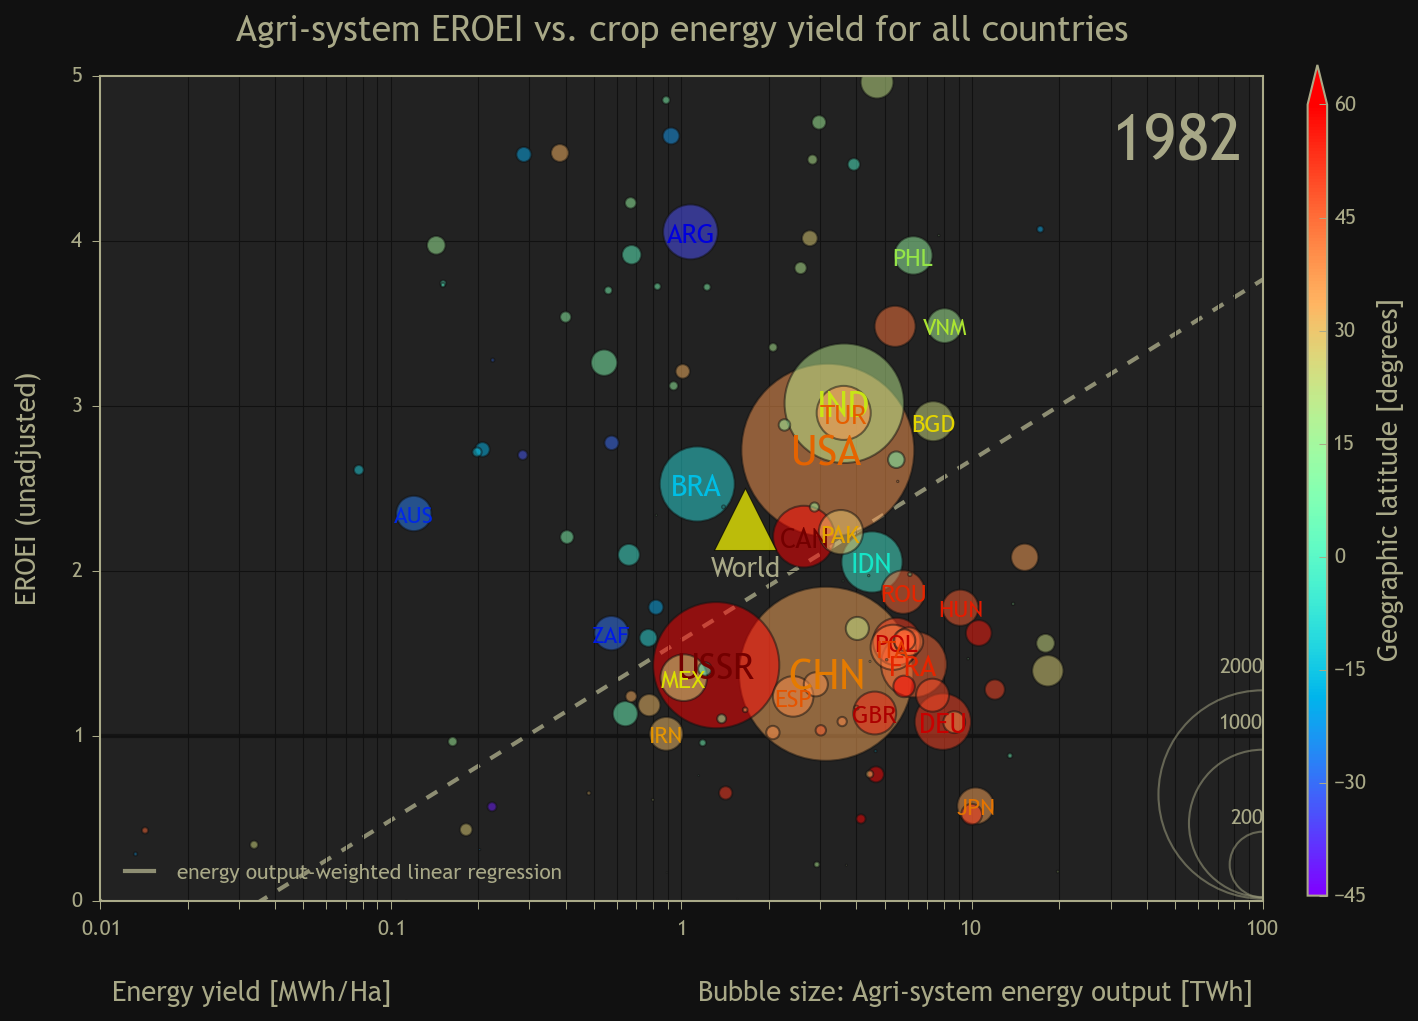 Agri-system EROEI vs. crop energy yield for all countries
1982
EROEI (unadjusted)
5
4
3
2
1
0
ARG
PHL
VNM
IND
TUR
BGD
USA
BRA
AUS
CAN
PAK
World
IDN
ROU
HUN
ZAF
POL
USSR
FRA
CHN
MEX
ESP
GBR
DEU
IRN
JPN
2000
1000
200
energy output-weighted linear regression
0.01
0.1
1
10
100
Energy yield [MWh/Ha]
Bubble size: Agri-system energy output [TWh]
60
45
30
15
0
−15
−30
−45
Geographic latitude [degrees]